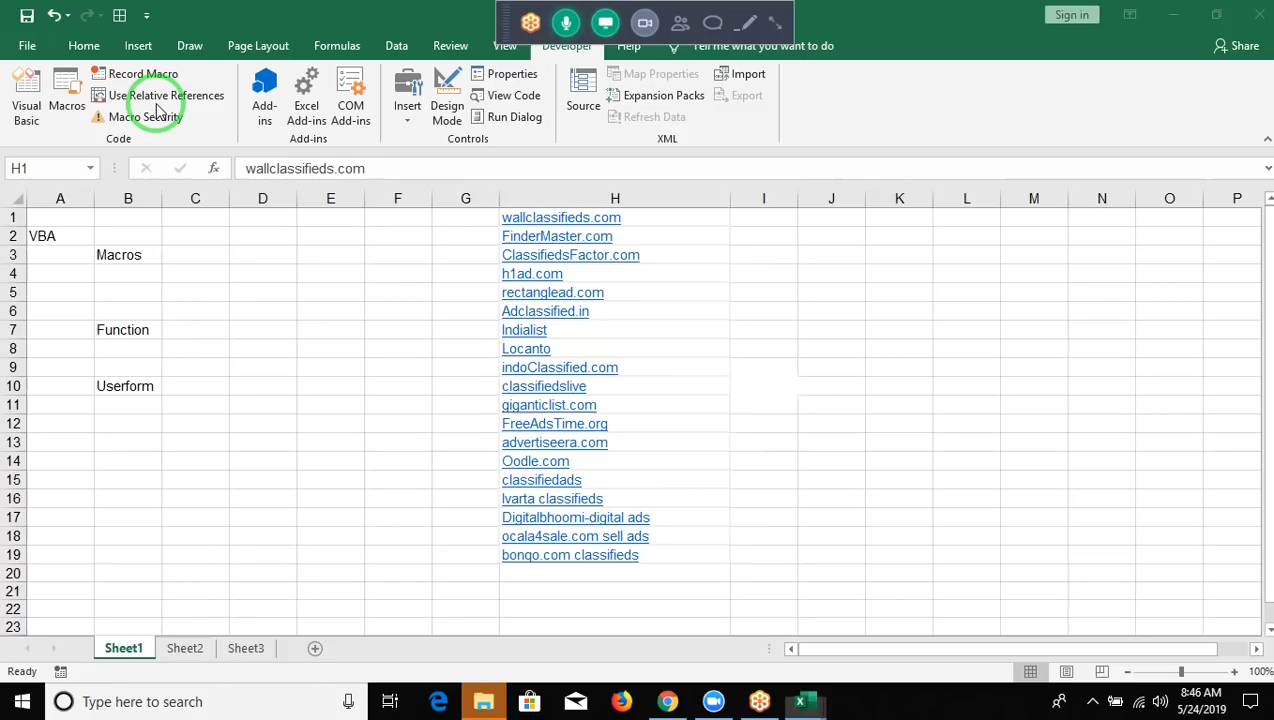 Sign in
File
Home
Insert
Draw
Page Layout
Formulas
Data
Review
View
Developer
Help
Tell me what you want to do
Share
Visual Basic
Macros
Record Macro
Use Relative References
Macro Security
Code
Add-ins
Excel Add-ins
COM Add-ins
Add-ins
Insert
Design Mode
Properties
View Code
Run Dialog
Controls
Source
Map Properties
Expansion Packs
Refresh Data
Import
Export
XML
H1
fx
wallclassifieds.com
A B C D E F G H I J K L M N O P
1 wallclassifieds.com
2 VBA FinderMaster.com
3 Macros ClassifiedsFactor.com
4 h1ad.com
5 rectanglead.com
6 Adclassified.in
7 Function Indialist
8 Locanto
9 indoClassified.com
10 Userform classifiedslive
11 giganticlist.com
12 FreeAdsTime.org
13 advertiseera.com
14 Oodle.com
15 classifiedads
16 Ivarta classifieds
17 Digitalbhoomi-digital ads
18 ocala4sale.com sell ads
19 bonqo.com classifieds
20
21
22
23
Sheet1 Sheet2 Sheet3
Ready
100%
Type here to search
8:46 AM
5/24/2019